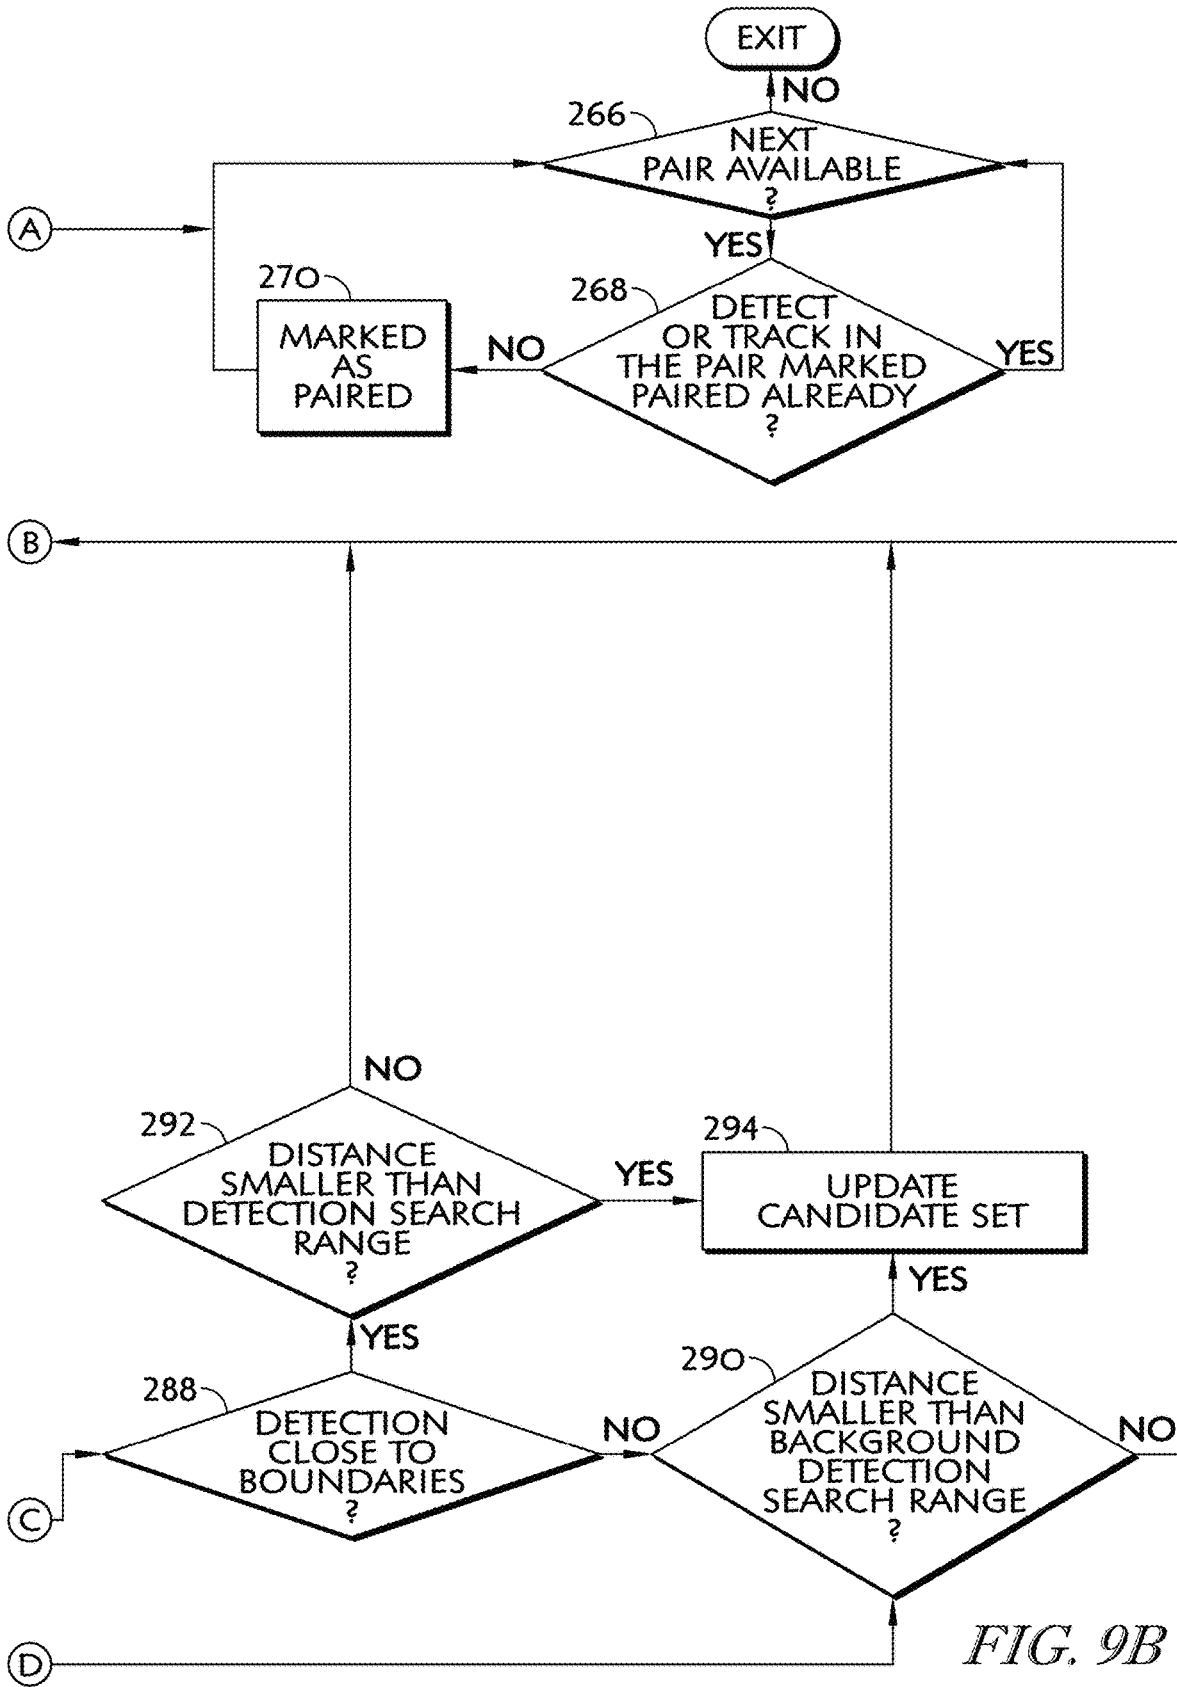 EXIT
NO
266
NEXT
PAIR AVAILABLE
?
A
YES
270
268
DETECT
OR TRACK IN
THE PAIR MARKED
PAIRED ALREADY
?
MARKED
AS
PAIRED
NO
YES
B
NO
292
DISTANCE
SMALLER THAN
DETECTION SEARCH
RANGE
?
YES
294
UPDATE
CANDIDATE SET
YES
YES
288
DETECTION
CLOSE TO
BOUNDARIES
?
NO
290
DISTANCE
SMALLER THAN
BACKGROUND
DETECTION
SEARCH RANGE
?
NO
C
D
FIG. 9B